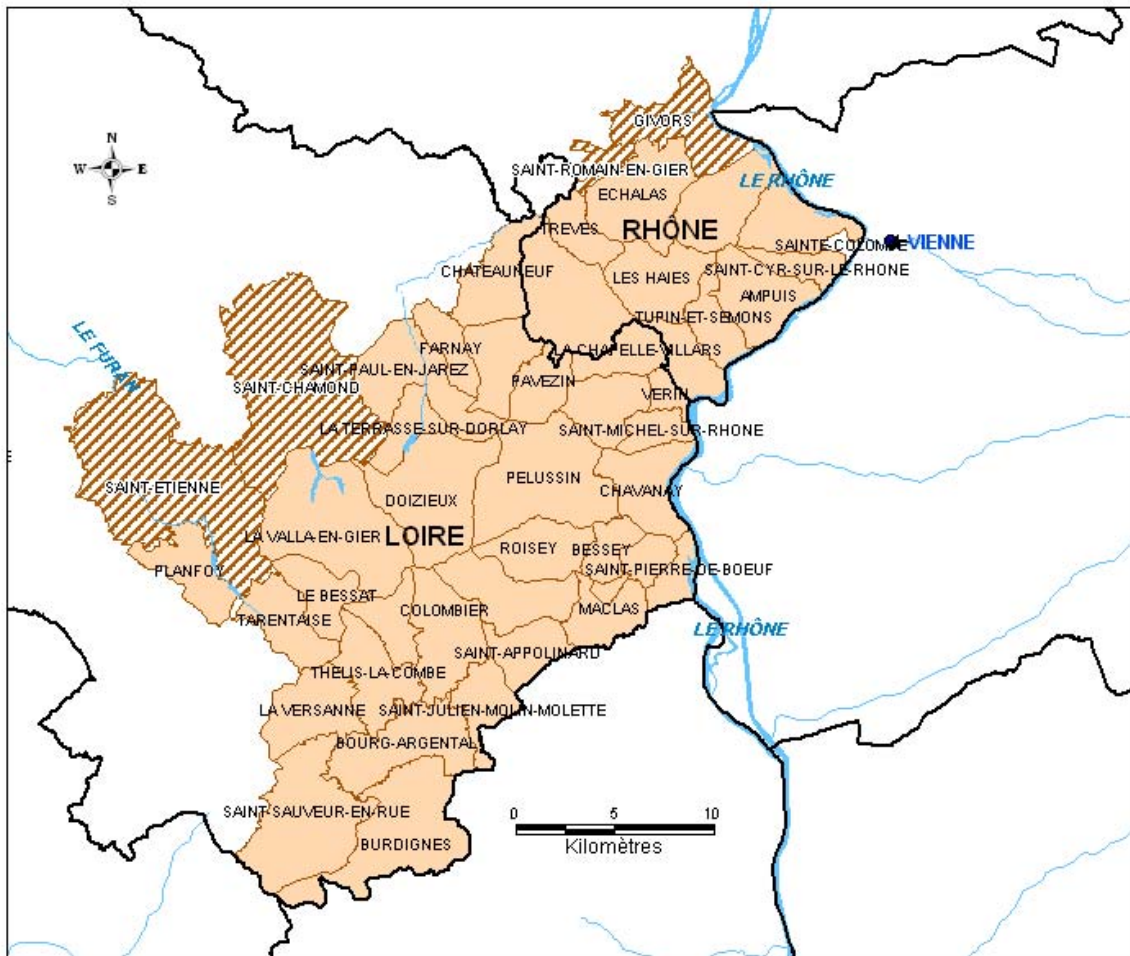 GIVORS
N
W E
S
SAINT-ROMAIN-EN-GIER
LE RHÔNE
ECHALAS
TREVES
RHÔNE
SAINTE-COLOMBE
VIENNE
CHATEAUNEUF
LES HAIES
SAINT-CYR-SUR-LE-RHONE
AMPUIS
TUPIN-ET-SEMONS
LE FURAN
FARNAY
LA CHAPELLE-VILLARS
SAINT-PAUL-EN-JAREZ
SAINT-CHAMOND
PAVEZIN
VERIN
LA TERRASSE-SUR-DORLAY
SAINT-MICHEL-SUR-RHONE
SAINT-ETIENNE
PELUSSIN
CHAVANAY
DOIZIEUX
LA VALLA-EN-GIER
LOIRE
ROISEY
BESSEY
PLANFOY
SAINT-PIERRE-DE-BOEUF
LE BESSAT
COLOMBIER
MACLAS
TARENTAISE
LE RHÔNE
SAINT-APPOLINARD
THELIS-LA-COMBE
LA VERSANNE
SAINT-JULIEN-MOLIN-MOLETTE
BOURG-ARGENTAL
SAINT-SAUVEUR-EN-RUE
0 5 10
Kilomètres
BURDIGNES